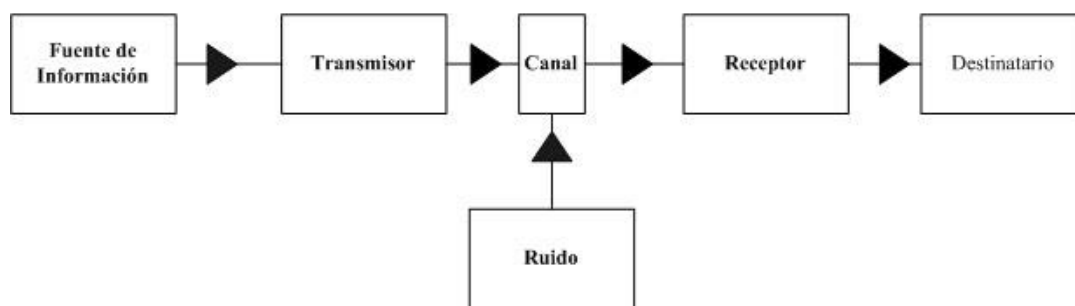 Fuente de
Información
Transmisor
Canal
Receptor
Destinatario
Ruido